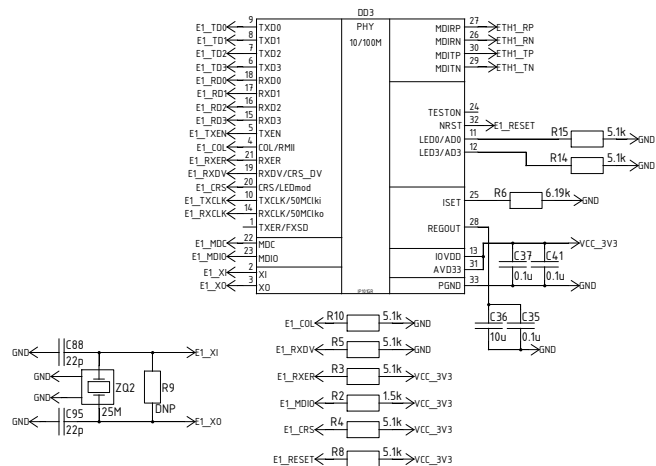 DD3
PHY
10/100M
E1_TD0 9 TXD0
E1_TD1 8 TXD1
E1_TD2 7 TXD2
E1_TD3 6 TXD3
E1_RD0 18 RXD0
E1_RD1 17 RXD1
E1_RD2 16 RXD2
E1_RD3 15 RXD3
E1_TXEN 5 TXEN
E1_COL 4 COL/RMII
E1_RXER 21 RXER
E1_RXDV 19 RXDV/CRS_DV
E1_CRS 20 CRS/LEDmod
E1_TXCLK 10 TXCLK/50MClki
E1_RXCLK 14 RXCLK/50MClko
1 TXER/FXSD
E1_MDC 22 MDC
E1_MDIO 23 MDIO
E1_XI 2 XI
E1_XO 3 XO
MDIRP 27 ETH1_RP
MDIRN 26 ETH1_RN
MDITP 30 ETH1_TP
MDITN 29 ETH1_TN
TESTON 24
NRST 32 E1_RESET
LED0/AD0 11 R15 5.1k GND
LED3/AD3 12 R14 5.1k GND
ISET 25 R6 6.19k GND
REGOUT 28
IOVDD 13 VCC_3V3
AVD33 31
C37 0.1u
C41 0.1u
PGND 33 GND
C36 10u
C35 0.1u
GND
E1_COL R10 5.1k GND
E1_RXDV R5 5.1k GND
E1_RXER R3 5.1k VCC_3V3
E1_MDIO R2 1.5k VCC_3V3
E1_CRS R4 5.1k VCC_3V3
E1_RESET R8 5.1k VCC_3V3
GND C88 22p E1_XI
GND
GND
ZQ2
25M
R9
DNP
GND C95 22p E1_XO